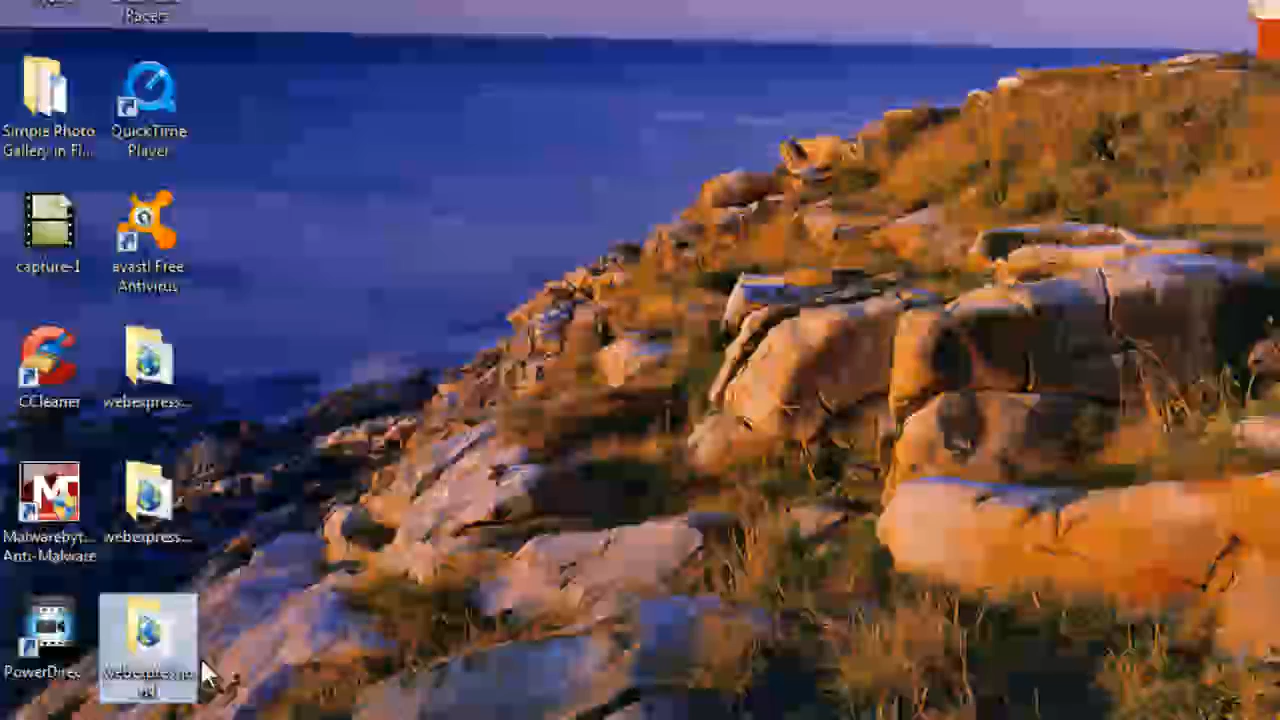 Racers
Simple Photo
Gallery in Fl...
QuickTime
Player
capture-1
avast! Free
Antivirus
CCleaner
webexpress...
Malwarebyt...
Anti-Malware
webexpress...
PowerDirec...